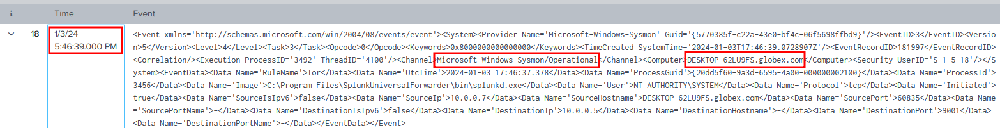 i Time Event
18 1/3/24 <Event xmlns='http://schemas.microsoft.com/win/2004/08/events/event'><System><Provider Name='Microsoft-Windows-Sysmon' Guid='{5770385f-c22a-43e0-bf4c-06f5698ffbd9}'/><EventID>3</EventID><Versio
5:46:39.000 PM n>5</Version><Level>4</Level><Task>3</Task><Opcode>0</Opcode><Keywords>0x8000000000000000</Keywords><TimeCreated SystemTime='2024-01-03T17:46:39.0728907Z'/><EventRecordID>181997</EventRecordID>
<Correlation/><Execution ProcessID='3492' ThreadID='4100'/><Channel>Microsoft-Windows-Sysmon/Operational</Channel><Computer>DESKTOP-62LU9FS.globex.com</Computer><Security UserID='S-1-5-18'/></S
ystem><EventData><Data Name='RuleName'>Tor</Data><Data Name='UtcTime'>2024-01-03 17:46:37.378</Data><Data Name='ProcessGuid'>{20dd5f60-9a3d-6595-4a00-000000002100}</Data><Data Name='ProcessId'>
3456</Data><Data Name='Image'>C:\Program Files\SplunkUniversalForwarder\bin\splunkd.exe</Data><Data Name='User'>NT AUTHORITY\SYSTEM</Data><Data Name='Protocol'>tcp</Data><Data Name='Initiated'>
true</Data><Data Name='SourceIsIpv6'>false</Data><Data Name='SourceIp'>10.0.0.7</Data><Data Name='SourceHostname'>DESKTOP-62LU9FS.globex.com</Data><Data Name='SourcePort'>60835</Data><Data Name
='SourcePortName'>-</Data><Data Name='DestinationIsIpv6'>false</Data><Data Name='DestinationIp'>10.0.0.5</Data><Data Name='DestinationHostname'>-</Data><Data Name='DestinationPort'>9001</Data>
<Data Name='DestinationPortName'>-</Data></EventData></Event>